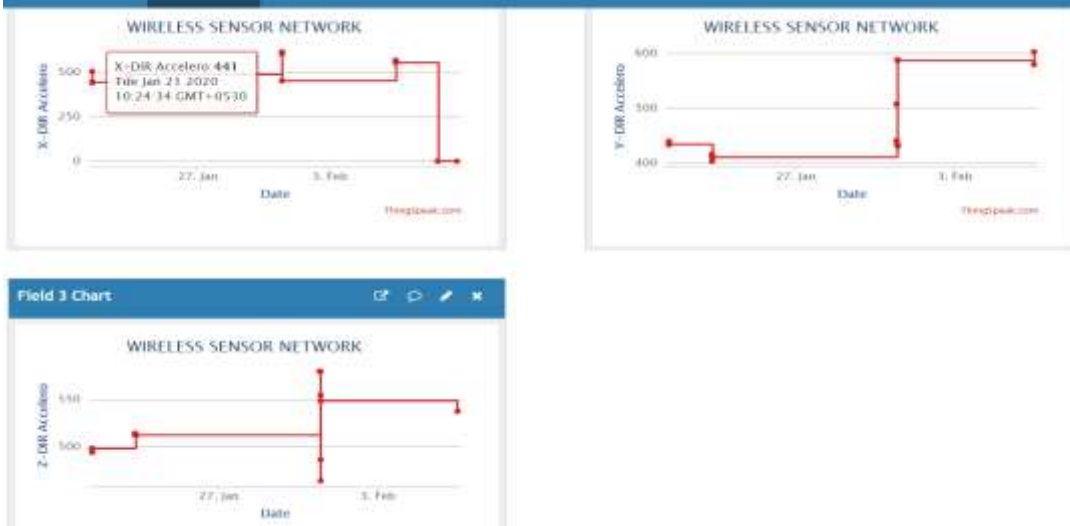 WIRELESS SENSOR NETWORK
X-DIR Accelero
500
250
0
X-DIR Accelero:441
Tue Jan 21 2020
10:24:34 GMT+0530
27. Jan
3. Feb
Date
ThingSpeak.com
WIRELESS SENSOR NETWORK
Y-DIR Accelero
600
500
400
27. Jan
3. Feb
Date
ThingSpeak.com
Field 3 Chart
WIRELESS SENSOR NETWORK
Z-DIR Accelero
550
500
27. Jan
3. Feb
Date